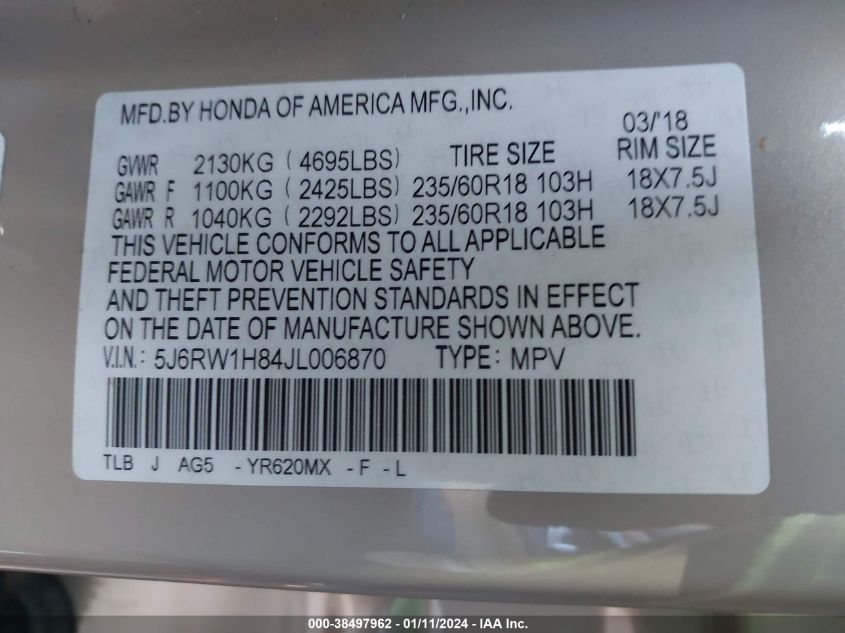 MFD.BY HONDA OF AMERICA MFG.,INC.
03/'18
GVWR 2130KG ( 4695LBS) TIRE SIZE RIM SIZE
GAWR F 1100KG ( 2425LBS) 235/60R18 103H 18X7.5J
GAWR R 1040KG ( 2292LBS) 235/60R18 103H 18X7.5J
THIS VEHICLE CONFORMS TO ALL APPLICABLE
FEDERAL MOTOR VEHICLE SAFETY
AND THEFT PREVENTION STANDARDS IN EFFECT
ON THE DATE OF MANUFACTURE SHOWN ABOVE.
V.I.N.: 5J6RW1H84JL006870 TYPE: MPV
TLB J AG5 -YR620MX -F -L
000-38497962 - 01/11/2024 - IAA Inc.